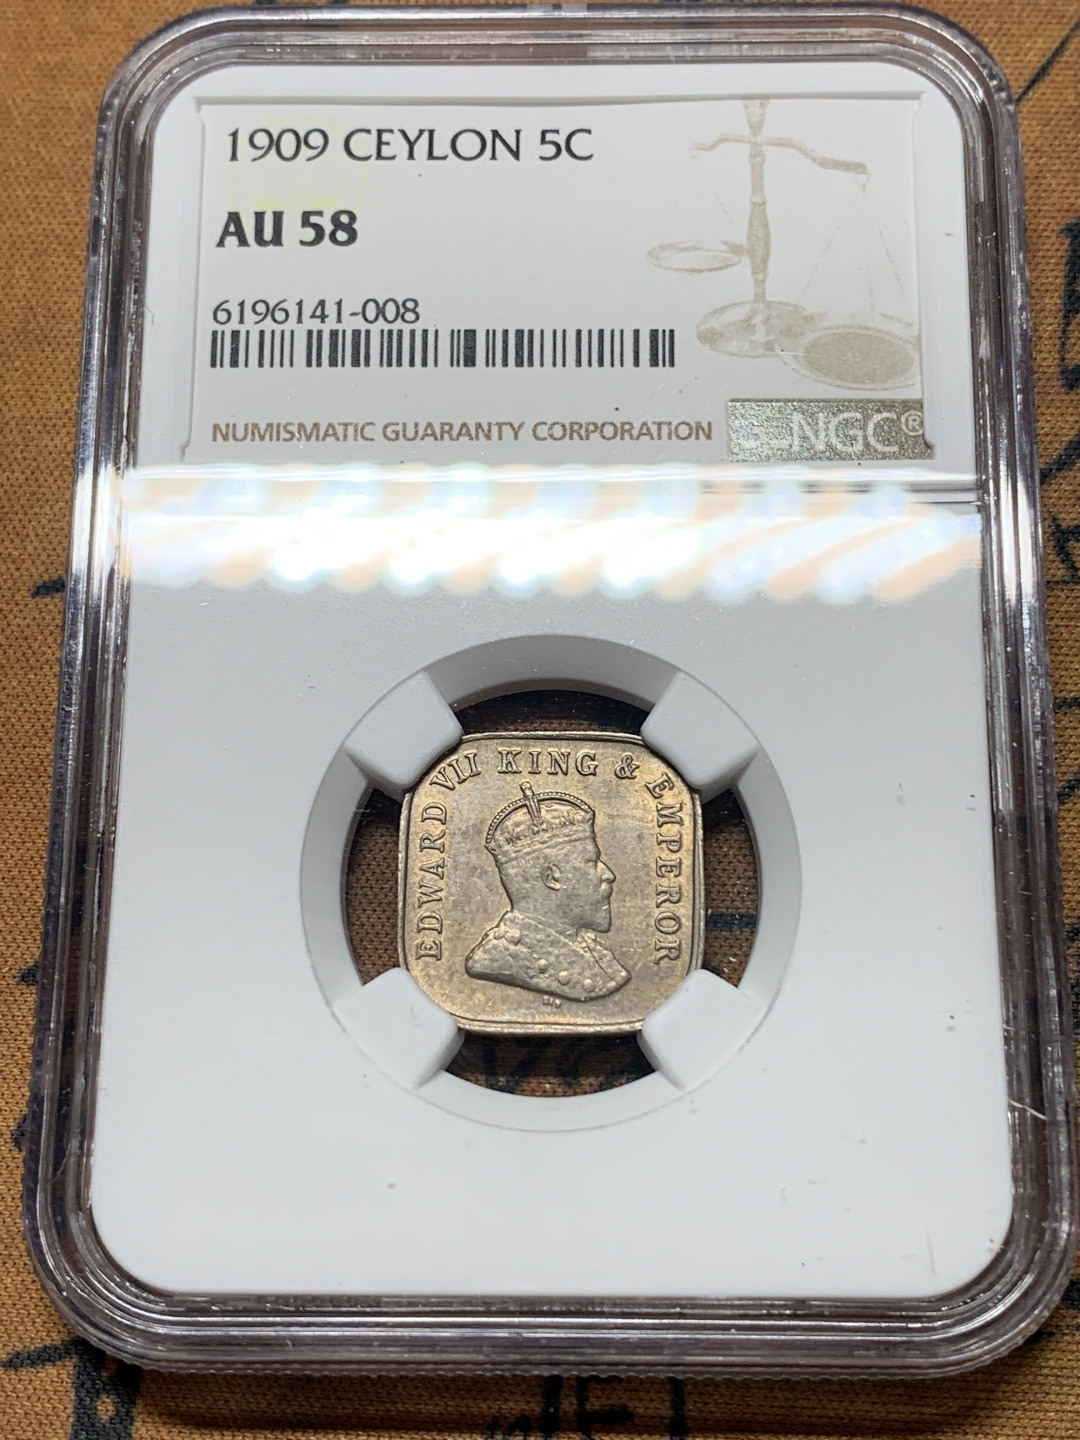 1909 CEYLON 5C
AU 58
6196141-008
NUMISMATIC GUARANTY CORPORATION
NGC®
EDWARD VII KING & EMPEROR